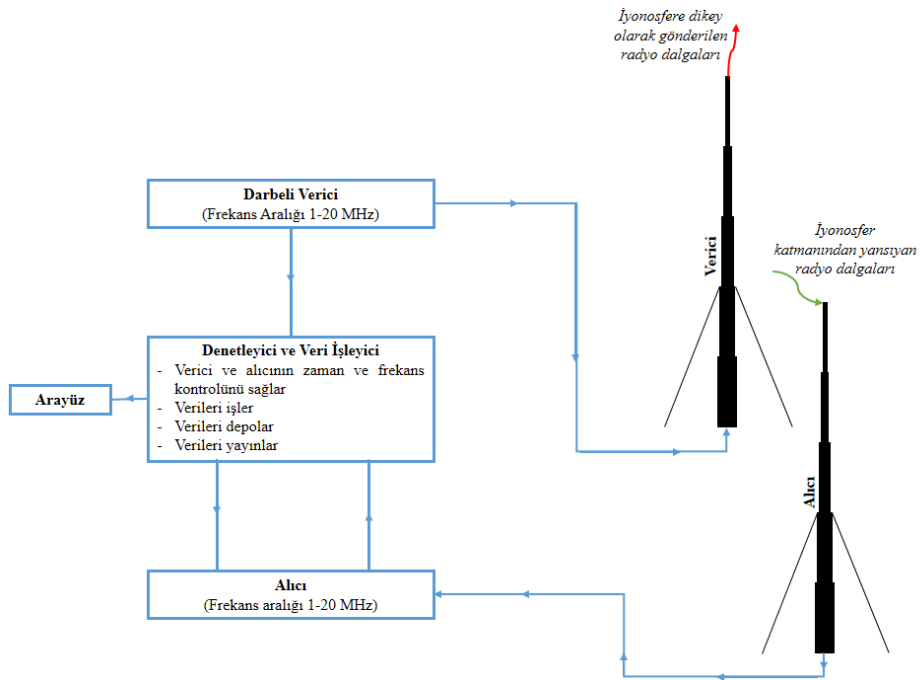 İyonosfere dikey
olarak gönderilen
radyo dalgaları
Darbeli Verici
(Frekans Aralığı 1-20 MHz)
Verici
İyonosfer
katmanından yansıyan
radyo dalgaları
Denetleyici ve Veri İşleyici
- Verici ve alıcının zaman ve frekans
kontrolünü sağlar
- Verileri işler
- Verileri depolar
- Verileri yayınlar
Arayüz
Alıcı
Alıcı
(Frekans aralığı 1-20 MHz)